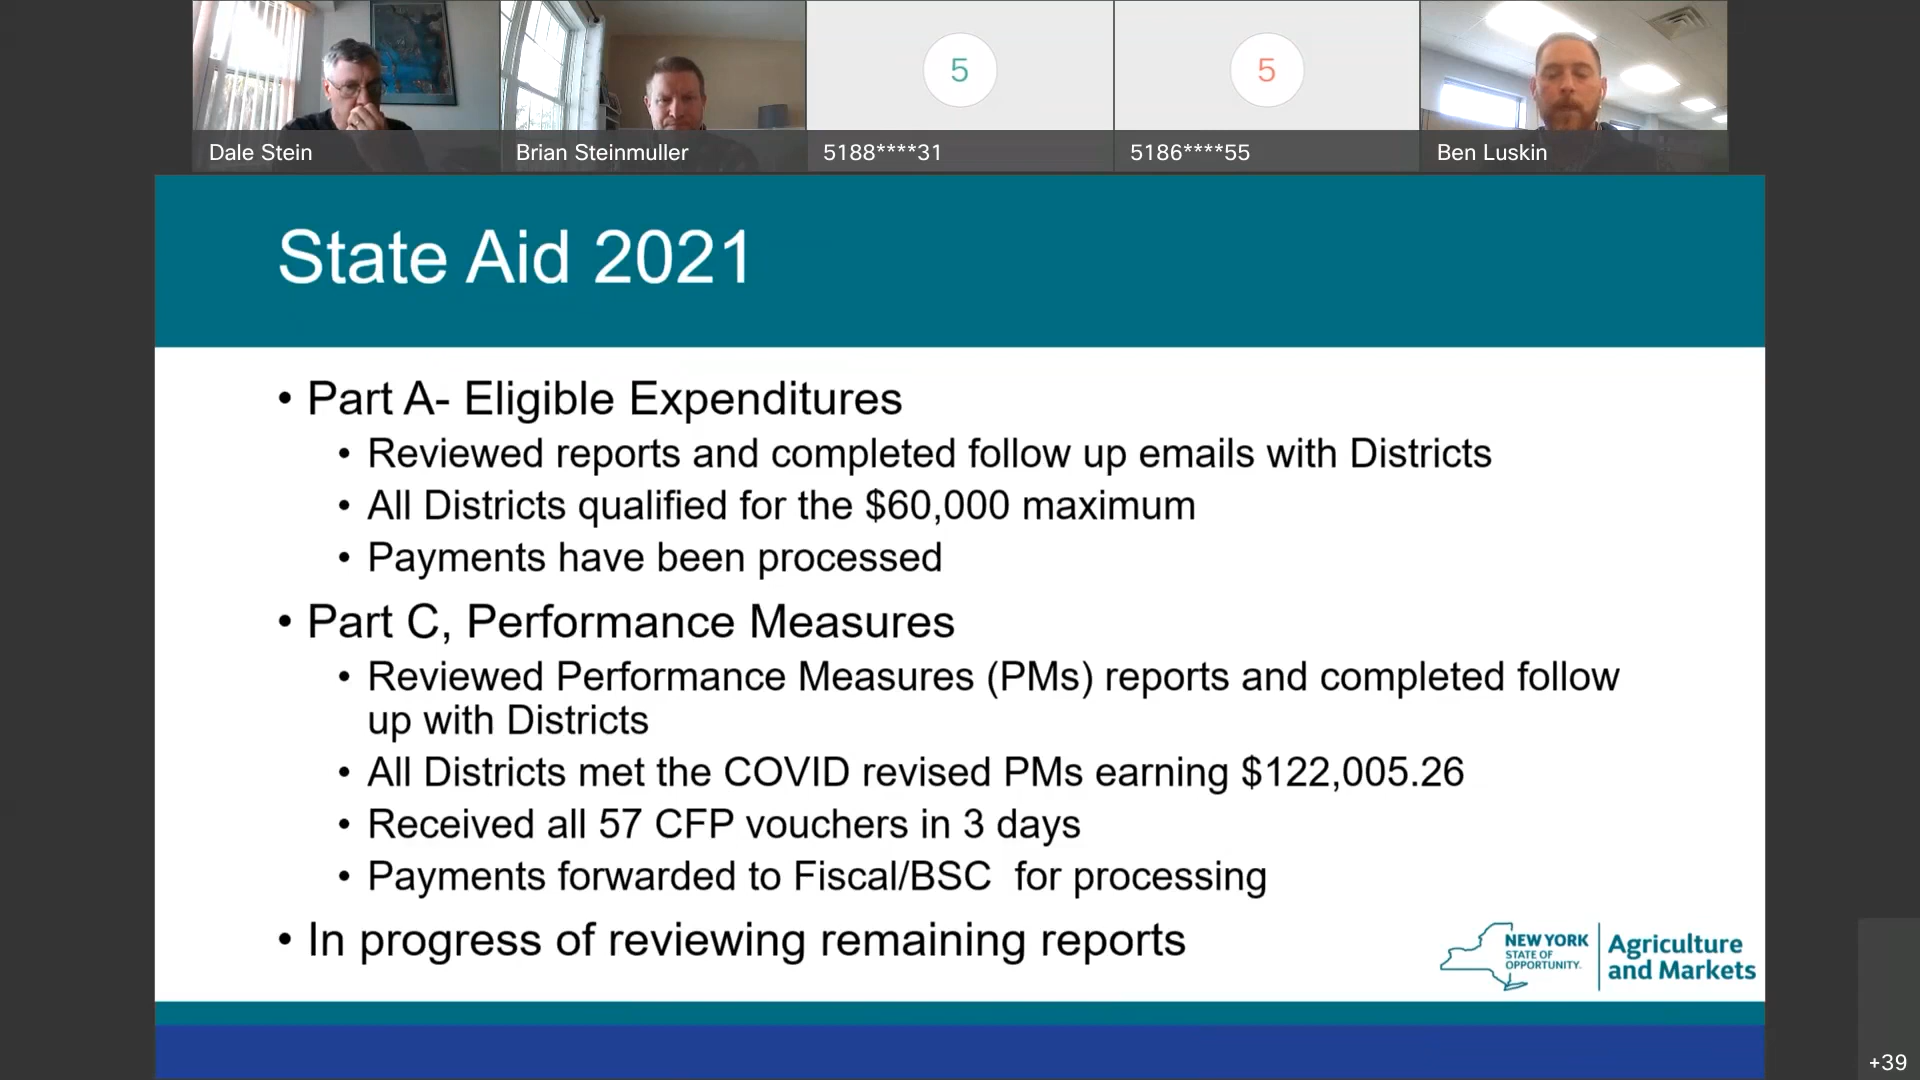 5
5
Dale Stein
Brian Steinmuller
5188****31
5186****55
Ben Luskin
State Aid 2021
• Part A- Eligible Expenditures
• Reviewed reports and completed follow up emails with Districts
• All Districts qualified for the $60,000 maximum
• Payments have been processed
• Part C, Performance Measures
• Reviewed Performance Measures (PMs) reports and completed follow
up with Districts
• All Districts met the COVID revised PMs earning $122,005.26
• Received all 57 CFP vouchers in 3 days
• Payments forwarded to Fiscal/BSC  for processing
• In progress of reviewing remaining reports
NEW YORK
STATE OF
OPPORTUNITY.
Agriculture
and Markets
+39